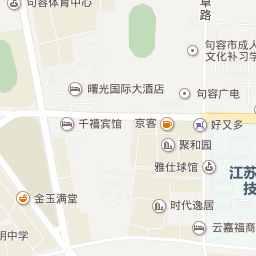 句容体育中心
阜
路
句容市成人
文化补习学
曙光国际大酒店
句容广电
千禧宾馆
京客
好又多
聚和园
雅仕球馆
江苏
技
金玉满堂
时代逸居
云嘉福商
明中学